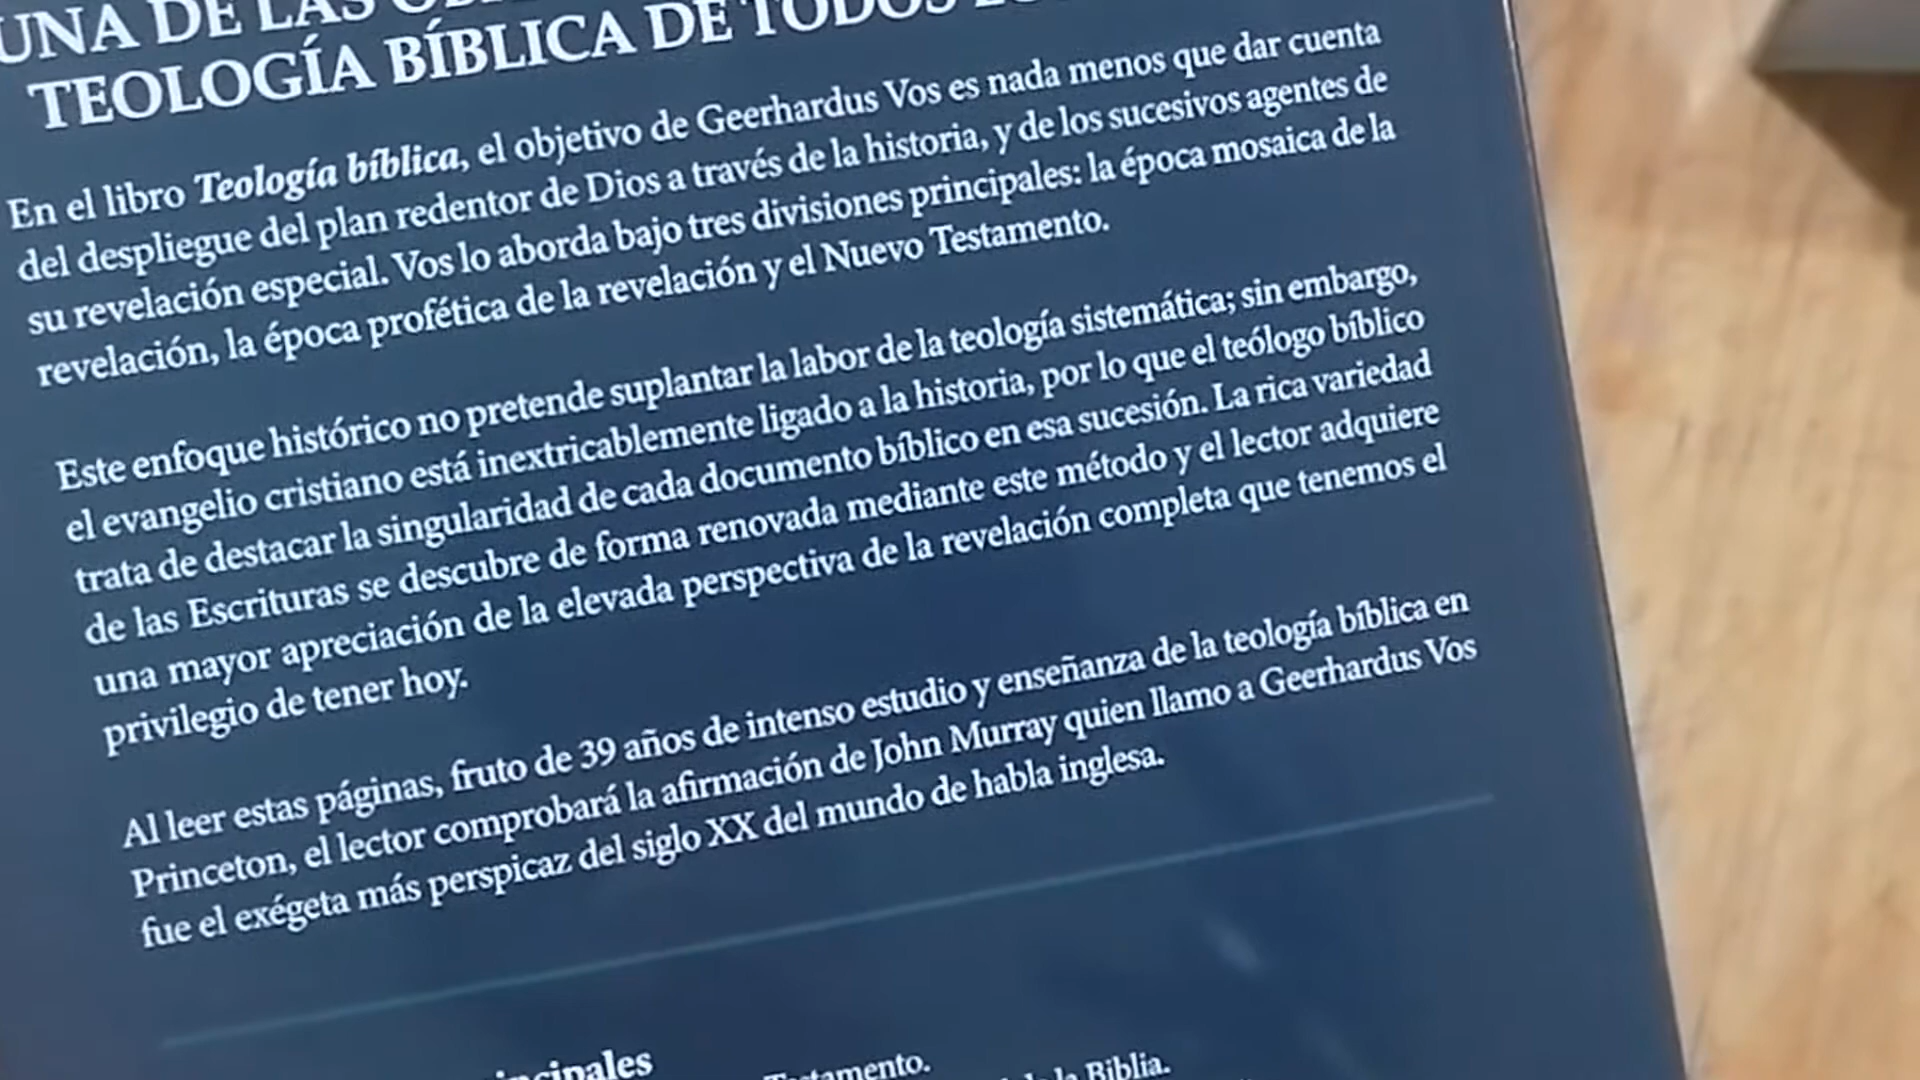 UNA DE LAS
TEOLOGÍA BÍBLICA DE TODOS
En el libro Teología bíblica, el objetivo de Geerhardus Vos es nada menos que dar cuenta
del despliegue del plan redentor de Dios a través de la historia, y de los sucesivos agentes de
su revelación especial. Vos lo aborda bajo tres divisiones principales: la época mosaica de la
revelación, la época profética de la revelación y el Nuevo Testamento.
Este enfoque histórico no pretende suplantar la labor de la teología sistemática; sin embargo,
el evangelio cristiano está inextricablemente ligado a la historia, por lo que el teólogo bíblico
trata de destacar la singularidad de cada documento bíblico en esa sucesión. La rica variedad
de las Escrituras se descubre de forma renovada mediante este método y el lector adquiere
una mayor apreciación de la elevada perspectiva de la revelación completa que tenemos el
privilegio de tener hoy.
Al leer estas páginas, fruto de 39 años de intenso estudio y enseñanza de la teología bíblica en
Princeton, el lector comprobará la afirmación de John Murray quien llamo a Geerhardus Vos
fue el exégeta más perspicaz del siglo XX del mundo de habla inglesa.
Testamento.
la Biblia.